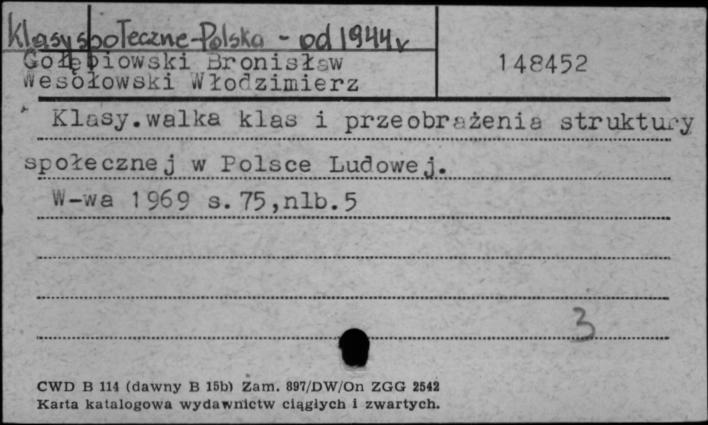 Klasy społeczne-Polska - od 1944r
Gołębiowski Bronisław
Wesołowski Włodzimierz
148452
Klasy.walka klas i przeobrażenia struktury
społecznej w Polsce Ludowej.
W-wa 1969 s.75,nlb.5
3
CWD B 114 (dawny B 15b) Zam. 897/DW/On ZGG 2542
Karta katalogowa wydawnictw ciągłych i zwartych.